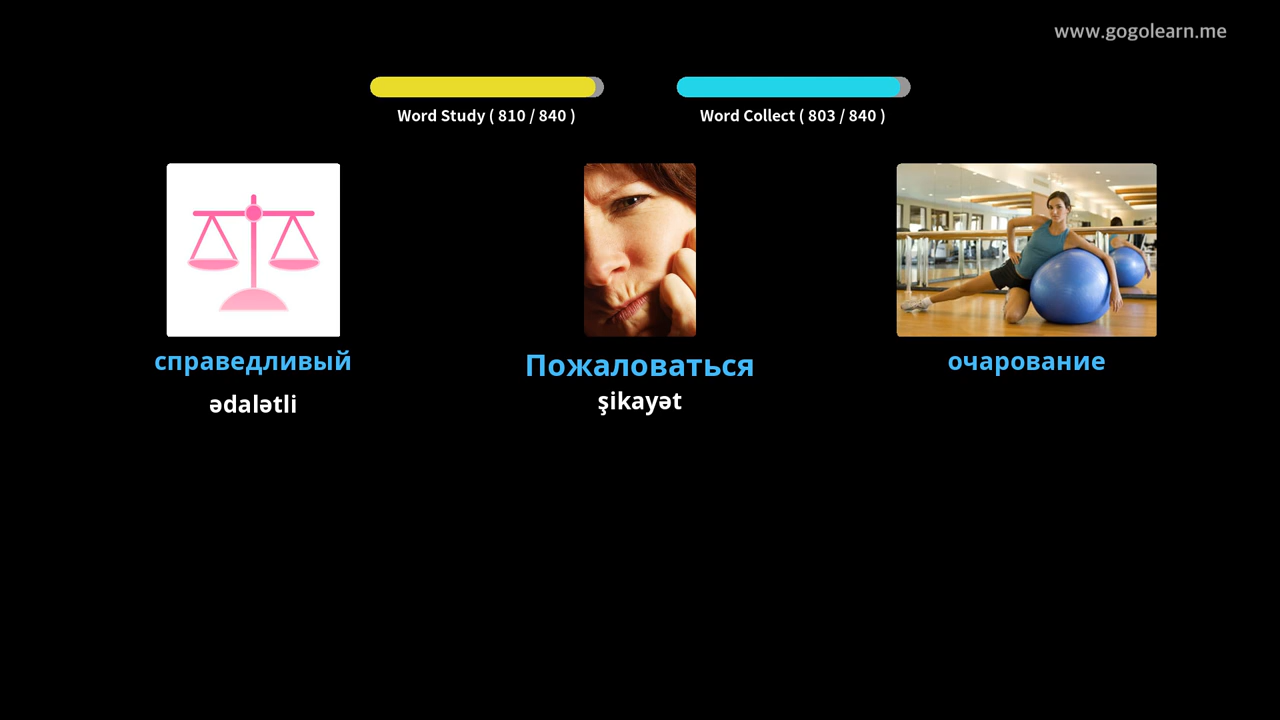 www.gogolearn.me
Word Study ( 810 / 840 )
Word Collect ( 803 / 840 )
справедливый
ədalətli
Пожаловаться
şikayət
очарование